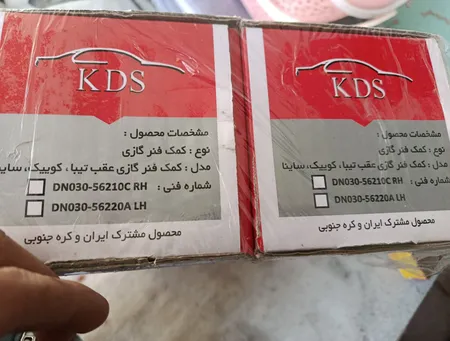 KDS
مشخصات محصول :
نوع : کمک فنر گازی
مدل : کمک فنر گازی عقب تیبا ، کوییک، ساینا
شماره فنی :
DN030-56210C RH
DN030-56220A LH
محصول مشترک ایران و کره جنوبی
KDS
مشخصات محصول :
نوع : کمک فنر گازی
مدل : کمک فنر گازی عقب تیبا ، کوییک، ساینا
شماره فنی :
DN030-56210C RH
DN030-56220A LH
محصول مشترک ایران و کره جنوبی